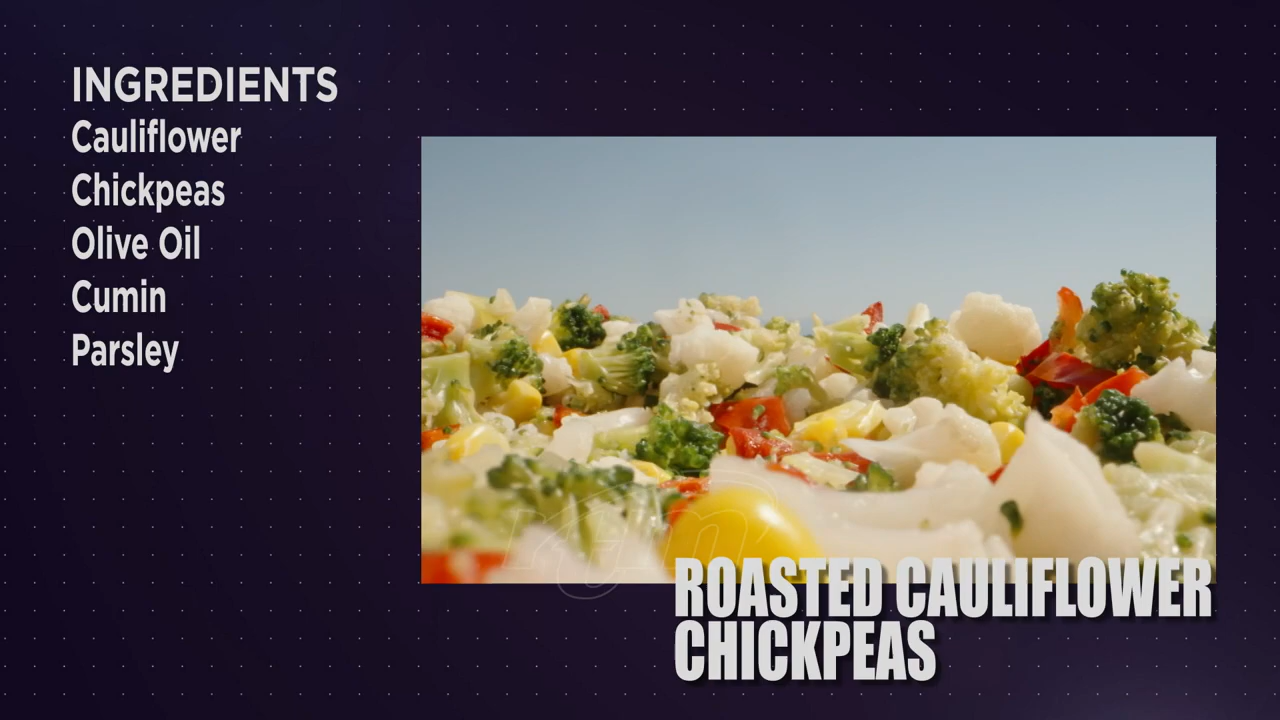 INGREDIENTS
Cauliflower
Chickpeas
Olive Oil
Cumin
Parsley
ROASTED CAULIFLOWER
CHICKPEAS